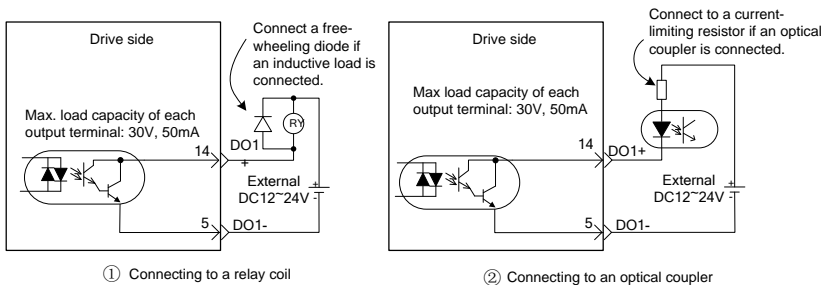 Drive side
Connect a free-
wheeling diode if
an inductive load is
connected.
Max. load capacity of each
output terminal: 30V, 50mA
RY
14
DO1
+
External
DC12~24V
+
-
5
DO1-
① Connecting to a relay coil
Drive side
Connect to a current-
limiting resistor if an optical
coupler is connected.
Max load capacity of each
output terminal: 30V, 50mA
14
DO1+
External
DC12~24V
+
-
5
DO1-
② Connecting to an optical coupler